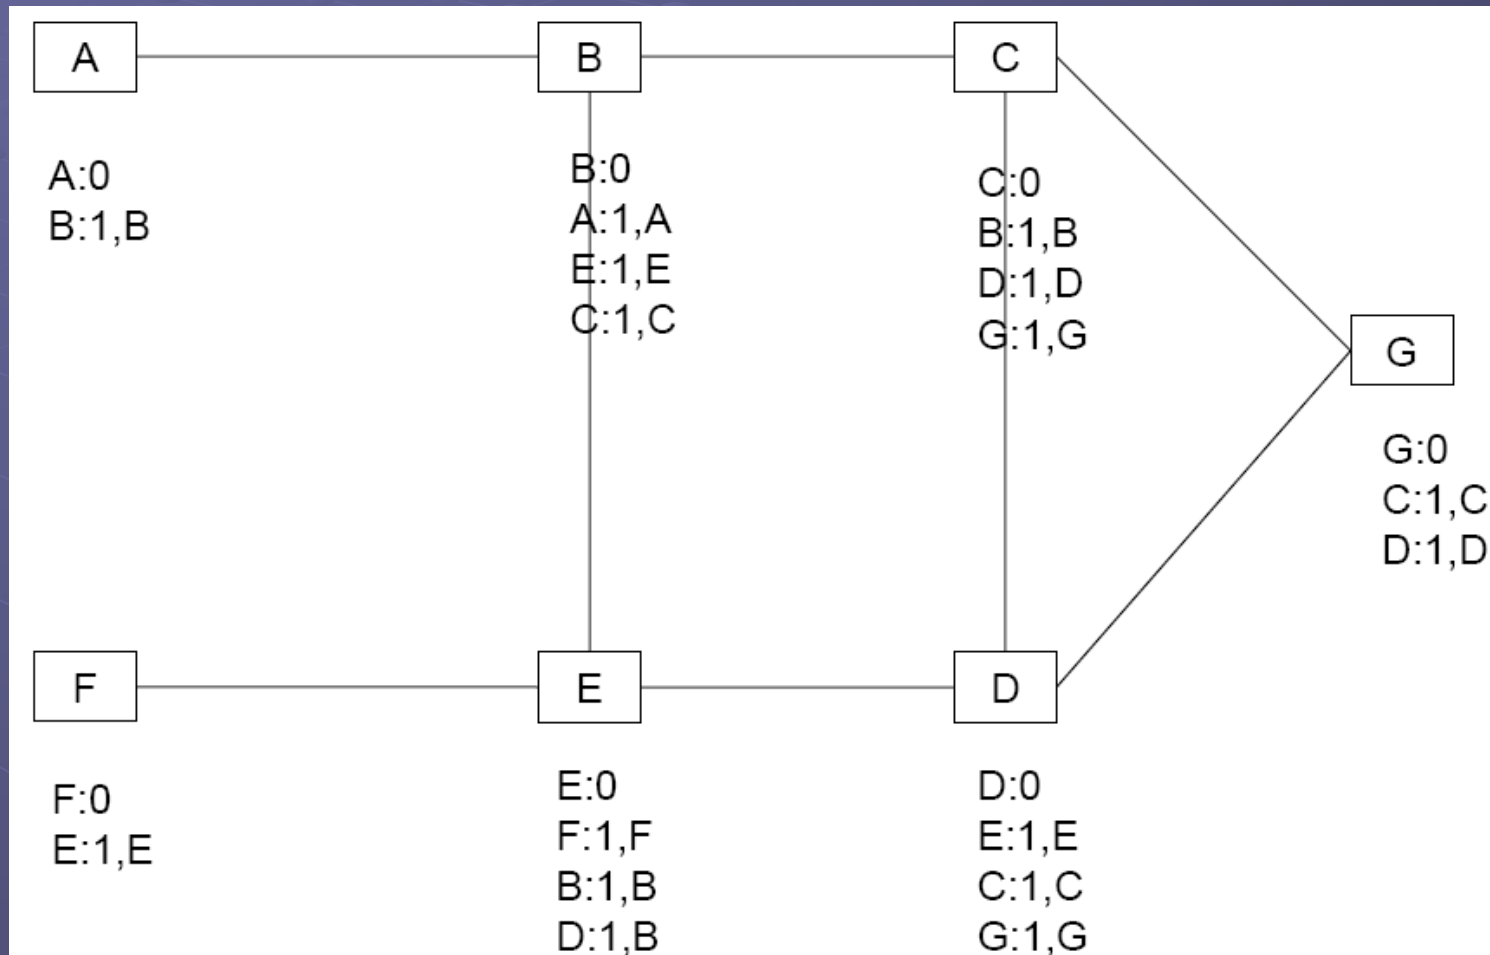 A
B
C
A:0
B:1,B
B:0
A:1,A
E:1,E
C:1,C
C:0
B:1,B
D:1,D
G:1,G
G
G:0
C:1,C
D:1,D
F
E
D
F:0
E:1,E
E:0
F:1,F
B:1,B
D:1,B
D:0
E:1,E
C:1,C
G:1,G